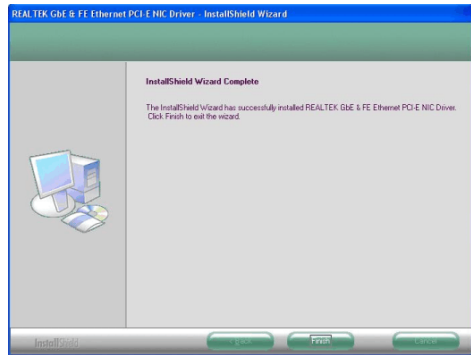 REALTEK GbE & FE Ethernet PCI-E NIC Driver - InstallShield Wizard
InstallShield Wizard Complete
The InstallShield Wizard has successfully installed REALTEK GbE & FE Ethernet PCI-E NIC Driver.
Click Finish to exit the wizard.
InstallShield
< Back
Finish
Cancel